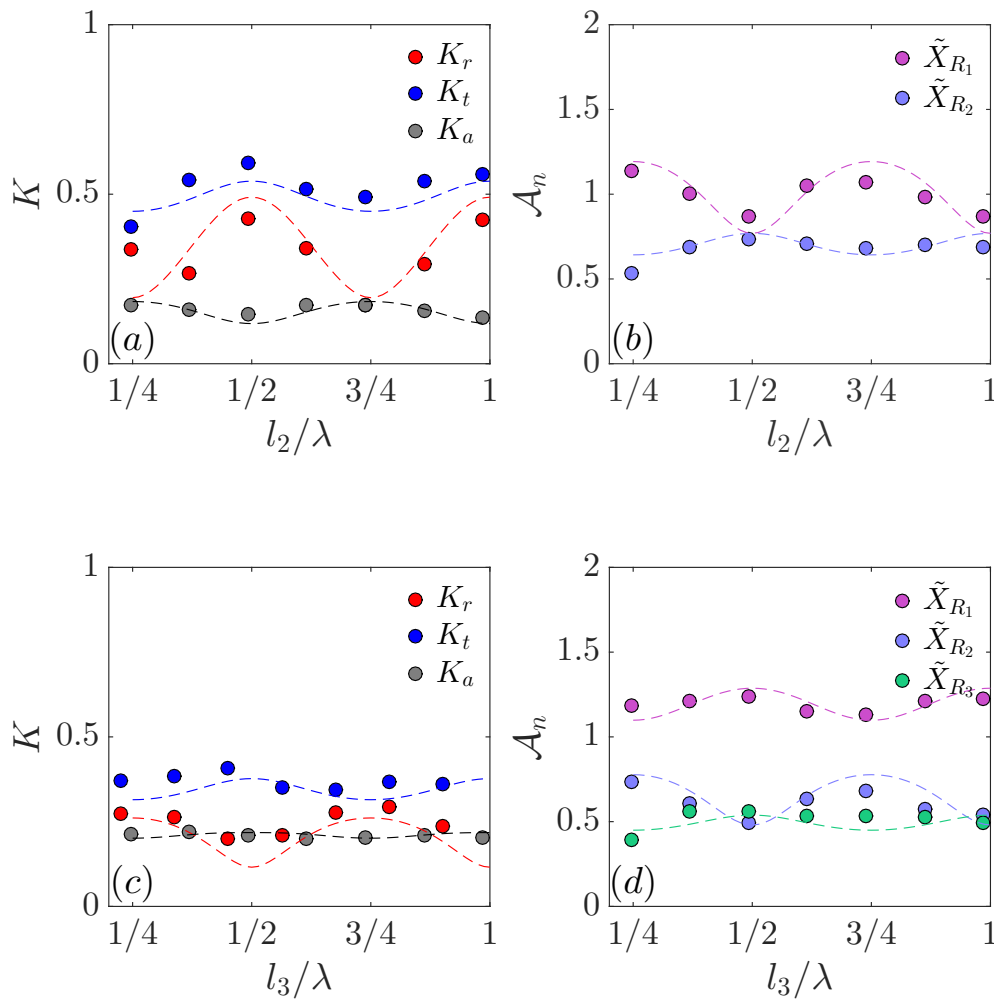 1
K_r
K_t
K_a
0.5
K
0
(a)
1/4 1/2 3/4 1
l_2/λ
2
X̃_{R_1}
X̃_{R_2}
1.5
1
𝒜_n
0.5
0
(b)
1/4 1/2 3/4 1
l_2/λ
1
K_r
K_t
K_a
0.5
K
0
(c)
1/4 1/2 3/4 1
l_3/λ
2
X̃_{R_1}
X̃_{R_2}
X̃_{R_3}
1.5
1
𝒜_n
0.5
0
(d)
1/4 1/2 3/4 1
l_3/λ